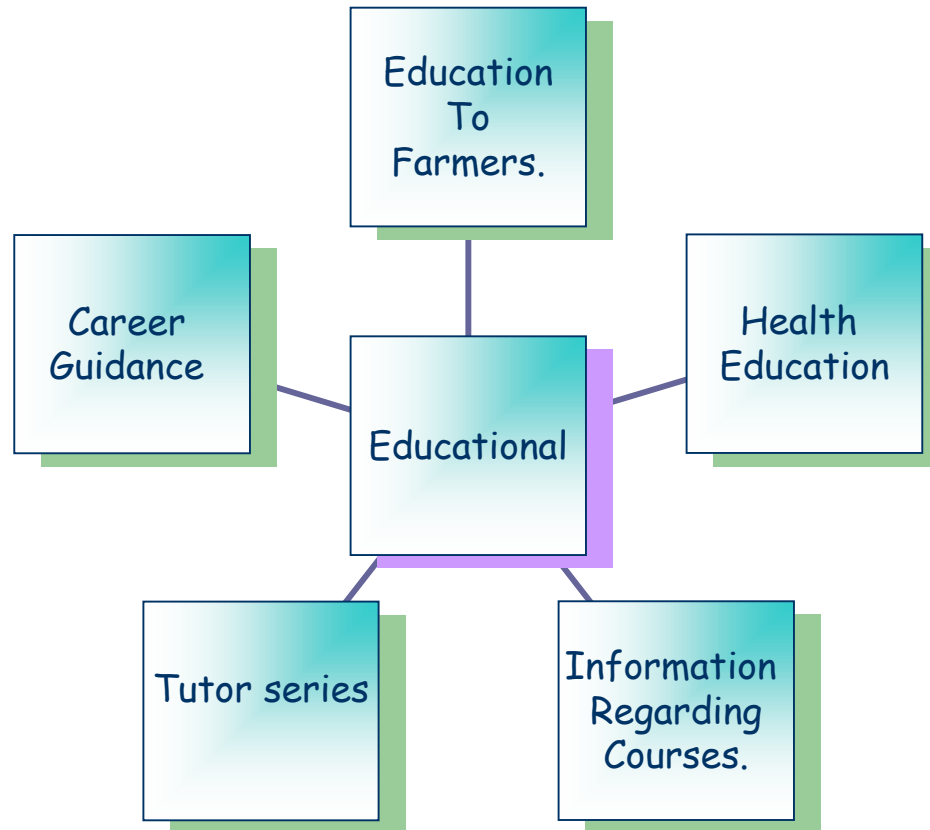 Education
To
Farmers.
Career
Guidance
Health
Education
Educational
Tutor series
Information
Regarding
Courses.